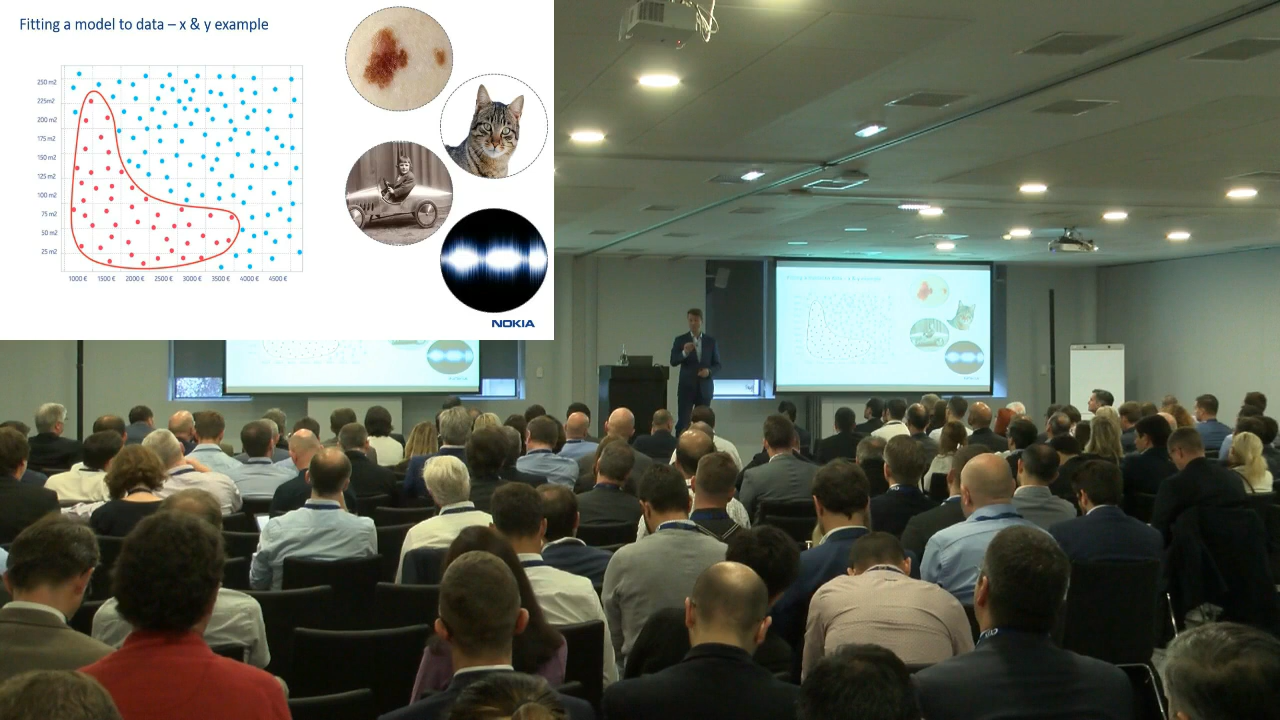 Fitting a model to data – x & y example
250 m2
225m2
200 m2
175 m2
150 m2
125 m2
100 m2
75 m2
50 m2
25 m2
1000 € 1500 € 2000 € 2500 € 3000 € 3500 € 4000 € 4500 €
NOKIA